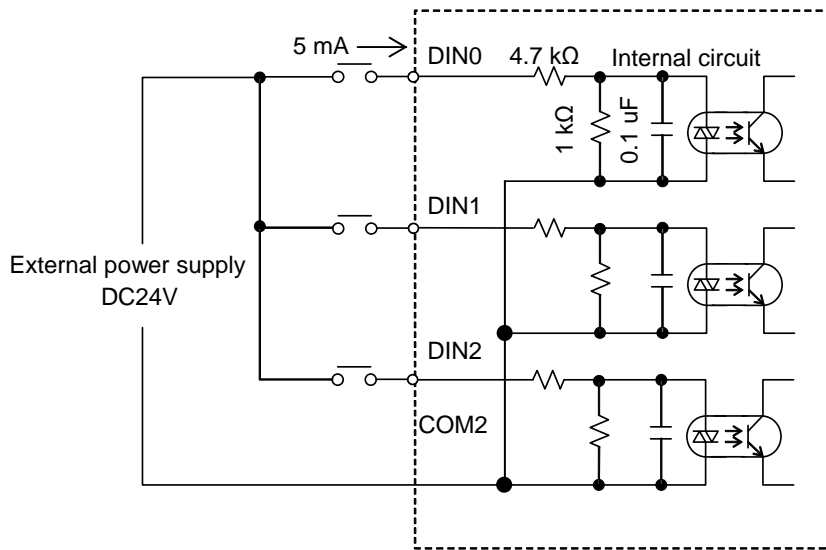 5 mA
DIN0
4.7 kΩ
Internal circuit
1 kΩ
0.1 uF
DIN1
External power supply
DC24V
DIN2
COM2